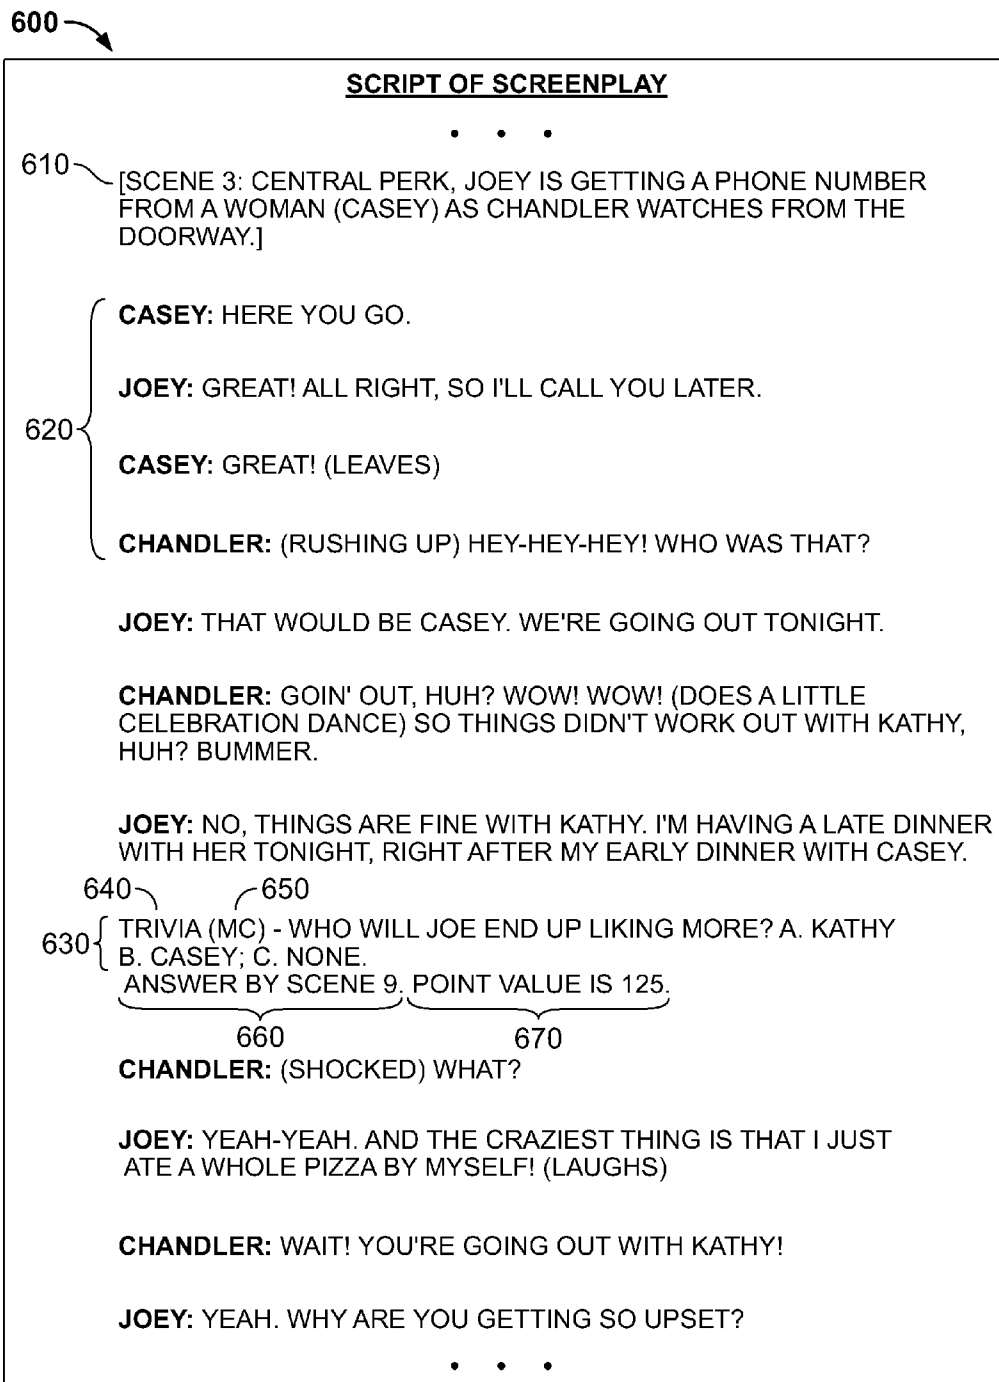 600
SCRIPT OF SCREENPLAY
• • •
610
[SCENE 3: CENTRAL PERK, JOEY IS GETTING A PHONE NUMBER
FROM A WOMAN (CASEY) AS CHANDLER WATCHES FROM THE
DOORWAY.]
CASEY: HERE YOU GO.
JOEY: GREAT! ALL RIGHT, SO I'LL CALL YOU LATER.
620
CASEY: GREAT! (LEAVES)
CHANDLER: (RUSHING UP) HEY-HEY-HEY! WHO WAS THAT?
JOEY: THAT WOULD BE CASEY. WE'RE GOING OUT TONIGHT.
CHANDLER: GOIN' OUT, HUH? WOW! WOW! (DOES A LITTLE
CELEBRATION DANCE) SO THINGS DIDN'T WORK OUT WITH KATHY,
HUH? BUMMER.
JOEY: NO, THINGS ARE FINE WITH KATHY. I'M HAVING A LATE DINNER
WITH HER TONIGHT, RIGHT AFTER MY EARLY DINNER WITH CASEY.
640 650
630
TRIVIA (MC) - WHO WILL JOE END UP LIKING MORE? A. KATHY
B. CASEY; C. NONE.
ANSWER BY SCENE 9. POINT VALUE IS 125.
660 670
CHANDLER: (SHOCKED) WHAT?
JOEY: YEAH-YEAH. AND THE CRAZIEST THING IS THAT I JUST
ATE A WHOLE PIZZA BY MYSELF! (LAUGHS)
CHANDLER: WAIT! YOU'RE GOING OUT WITH KATHY!
JOEY: YEAH. WHY ARE YOU GETTING SO UPSET?
• • •